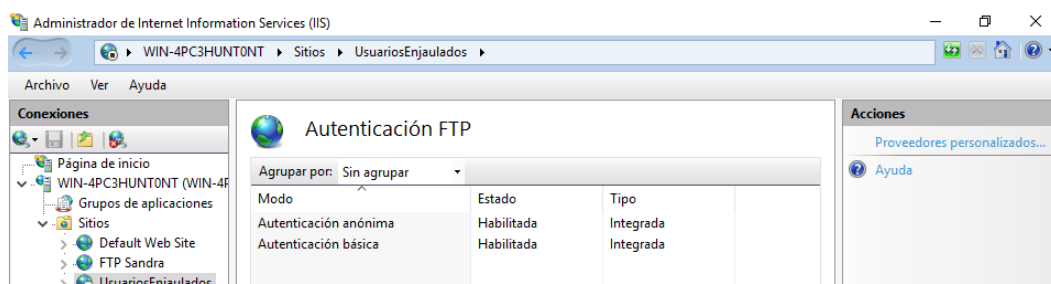 Administrador de Internet Information Services (IIS)
WIN-4PC3HUNT0NT Sitios UsuariosEnjaulados
Archivo Ver Ayuda
Conexiones
Página de inicio
WIN-4PC3HUNT0NT (WIN-4P
Grupos de aplicaciones
Sitios
Default Web Site
FTP Sandra
UsuariosEnjaulados
Autenticación FTP
Agrupar por: Sin agrupar
Modo Estado Tipo
Autenticación anónima Habilitada Integrada
Autenticación básica Habilitada Integrada
Acciones
Proveedores personalizados...
Ayuda